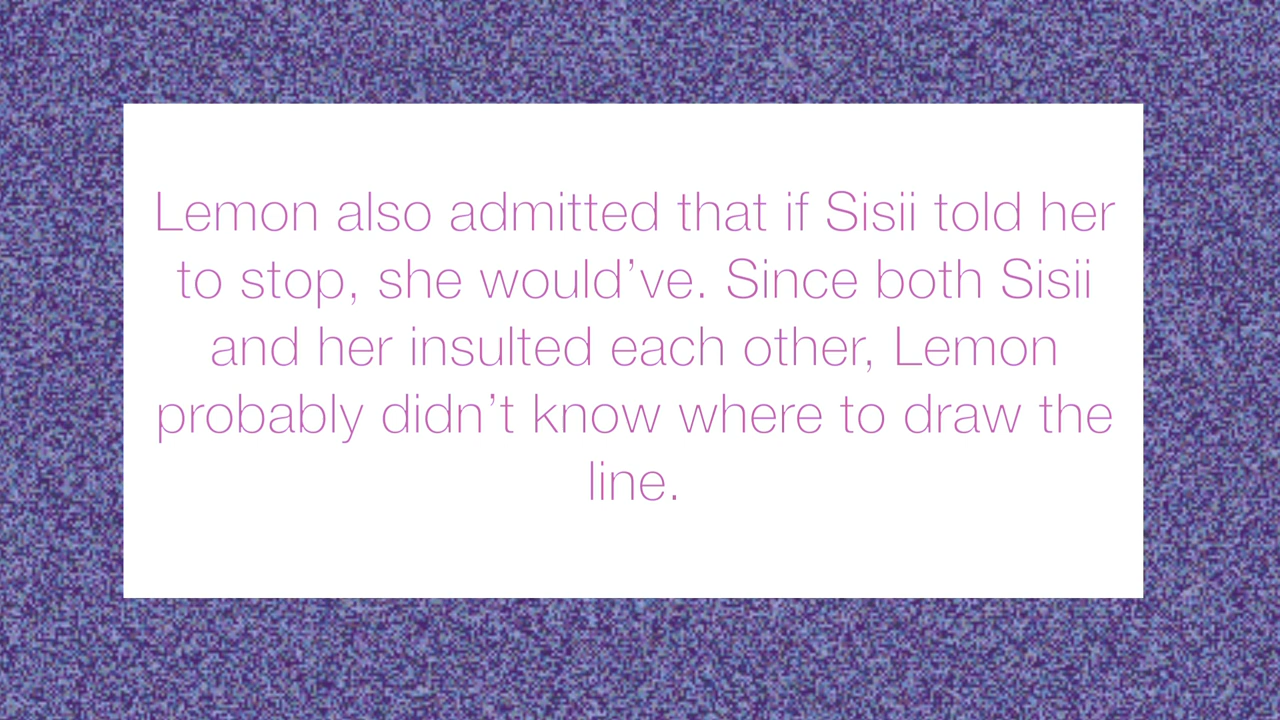 Lemon also admitted that if Sisii told her
to stop, she would’ve. Since both Sisii
and her insulted each other, Lemon
probably didn’t know where to draw the
line.